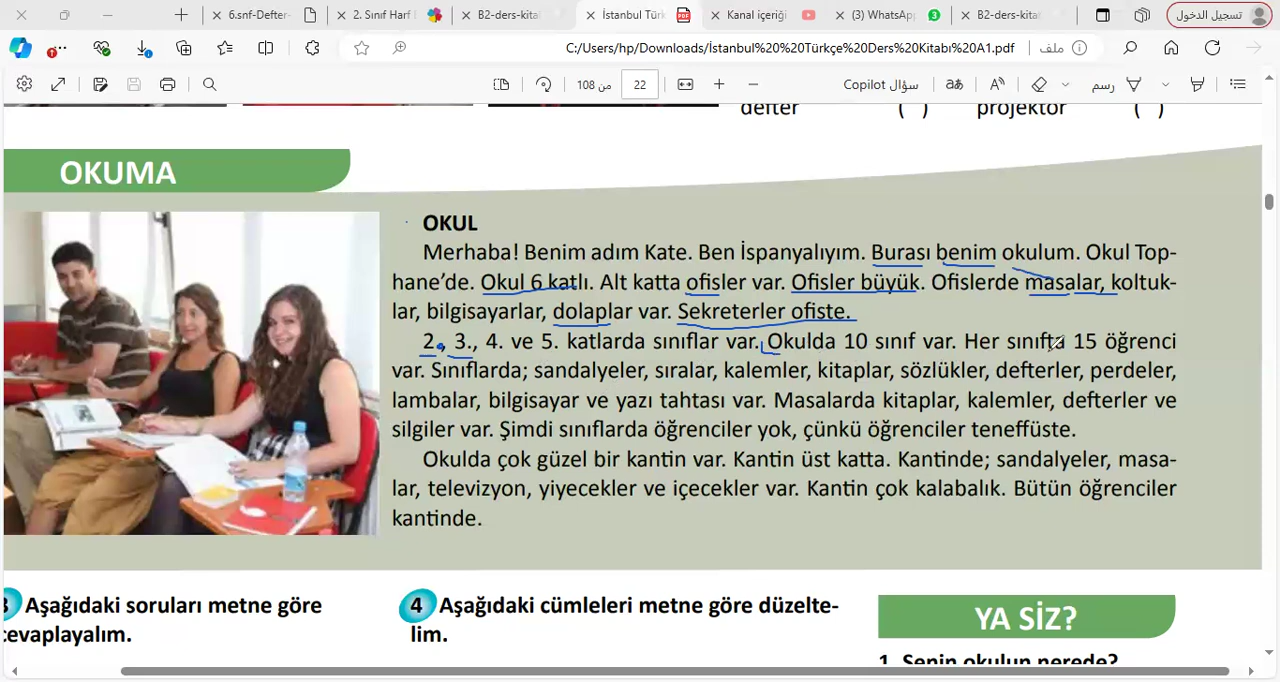 6.snf-Defter-
2. Sınıf Harf
B2-ders-kital
İstanbul Türk
Kanal içeriği
(3) WhatsApp
B2-ders-kital
تسجيل الدخول
C:/Users/hp/Downloads/İstanbul%20%20Türkçe%20Ders%20Kitabı%20A1.pdf
ملف
108 من
22
سؤال Copilot
رسم
defter ( ) projektör ( )
OKUMA
OKUL
Merhaba! Benim adım Kate. Ben İspanyalıyım. Burası benim okulum. Okul Top-
hane’de. Okul 6 katlı. Alt katta ofisler var. Ofisler büyük. Ofislerde masalar, koltuk-
lar, bilgisayarlar, dolaplar var. Sekreterler ofiste.
2., 3., 4. ve 5. katlarda sınıflar var. Okulda 10 sınıf var. Her sınıfta 15 öğrenci
var. Sınıflarda; sandalyeler, sıralar, kalemler, kitaplar, sözlükler, defterler, perdeler,
lambalar, bilgisayar ve yazı tahtası var. Masalarda kitaplar, kalemler, defterler ve
silgiler var. Şimdi sınıflarda öğrenciler yok, çünkü öğrenciler teneffüste.
Okulda çok güzel bir kantin var. Kantin üst katta. Kantinde; sandalyeler, masa-
lar, televizyon, yiyecekler ve içecekler var. Kantin çok kalabalık. Bütün öğrenciler
kantinde.
3 Aşağıdaki soruları metne göre
cevaplayalım.
4 Aşağıdaki cümleleri metne göre düzelte-
lim.
YA SİZ?
1. Senin okulun nerede?